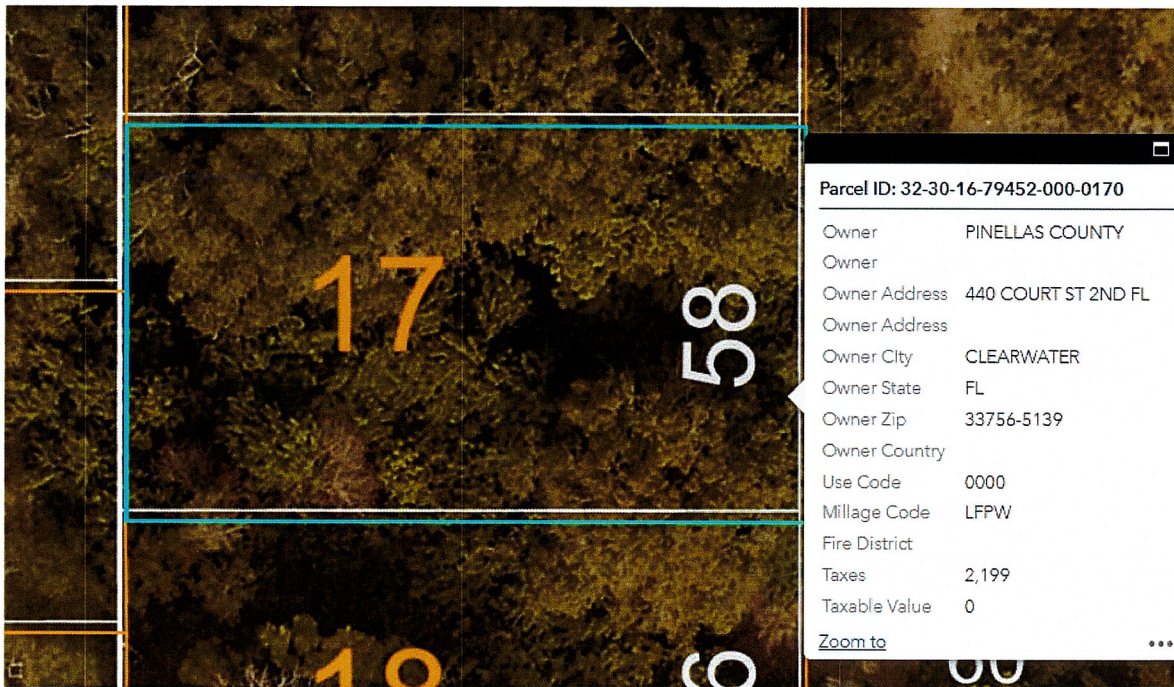 17
58
18
Parcel ID: 32-30-16-79452-000-0170
Owner PINELLAS COUNTY
Owner
Owner Address 440 COURT ST 2ND FL
Owner Address
Owner CIty CLEARWATER
Owner State FL
Owner Zip 33756-5139
Owner Country
Use Code 0000
Millage Code LFPW
Fire District
Taxes 2,199
Taxable Value 0
Zoom to